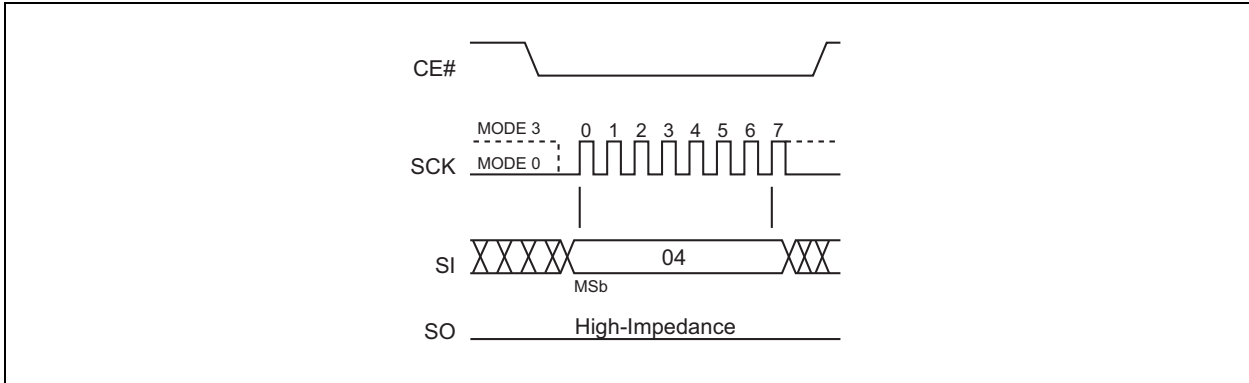 CE#
MODE 3
0 1 2 3 4 5 6 7
SCK
MODE 0
SI
04
MSb
SO
High-Impedance